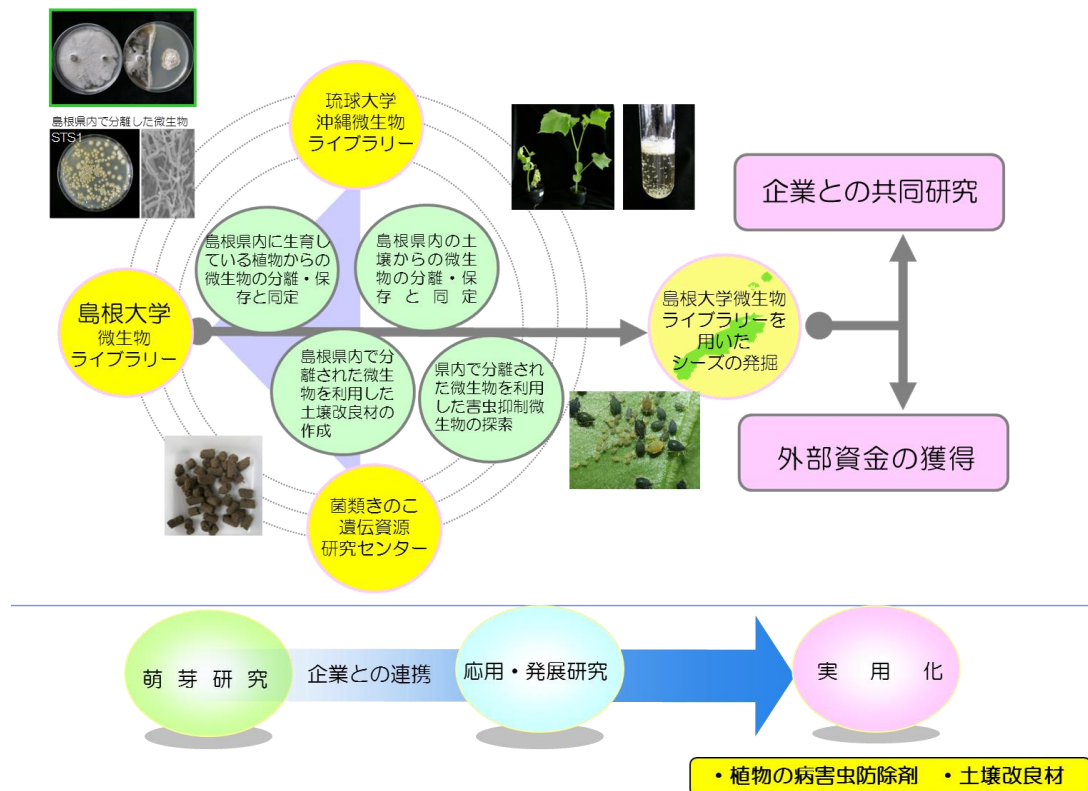 島根県内で分離した微生物
STS1
琉球大学
沖縄微生物
ライブラリー
島根県内に生育し
ている植物からの
微生物の分離・保
存と同定
島根県内の土
壌からの微生
物の分離・保
存と同定
島根大学
微生物
ライブラリー
島根県内で分
離された微生
物を利用した
土壌改良材の
作成
県内で分離さ
れた微生物を利
用した害虫抑制微
生物の探索
菌類きのこ
遺伝資源
研究センター
島根大学微生物
ライブラリーを
用いた
シーズの発掘
企業との共同研究
外部資金の獲得
萌芽研究
企業との連携
応用・発展研究
実用化
・植物の病害虫防除剤 ・土壌改良材